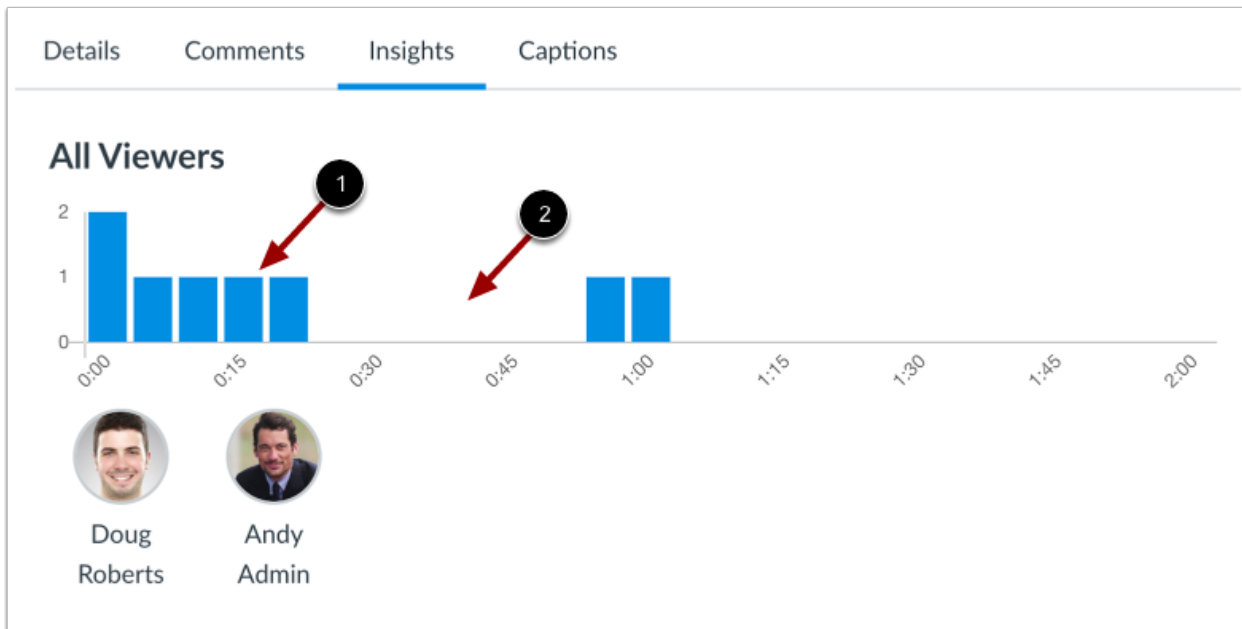 Details Comments Insights Captions
All Viewers
1
2
2
1
0
0:00 0:15 0:30 0:45 1:00 1:15 1:30 1:45 2:00
Doug Andy
Roberts Admin